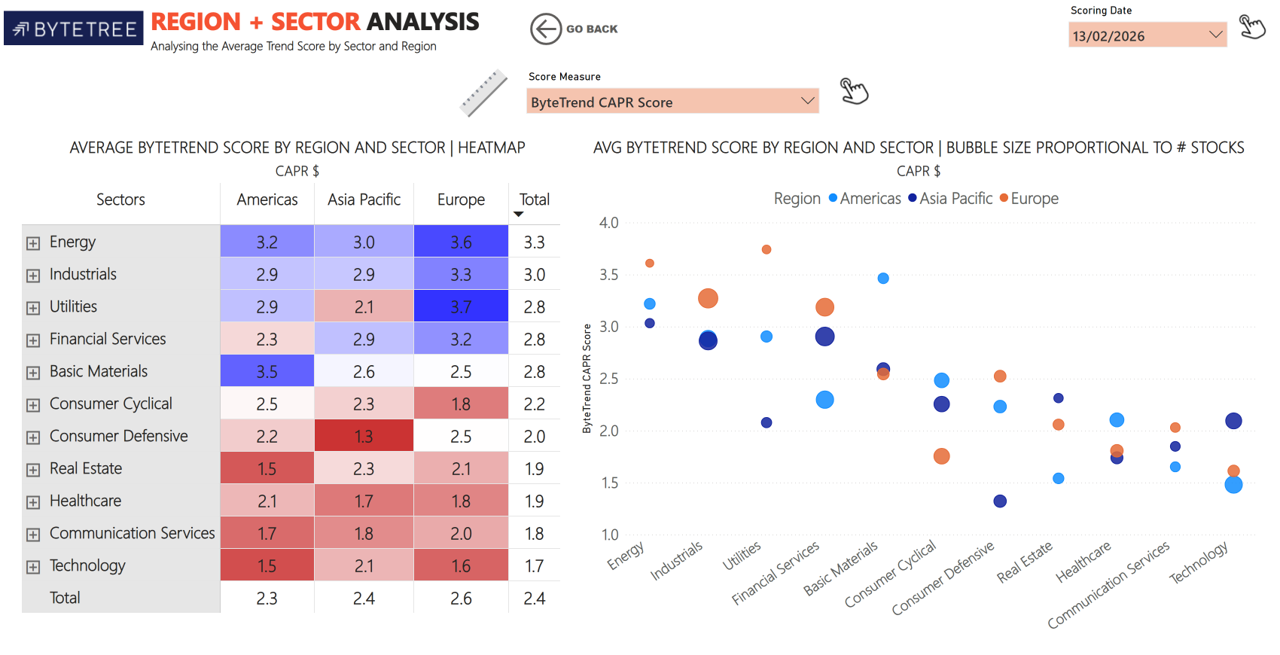 BYTETREE
REGION + SECTOR ANALYSIS
Analysing the Average Trend Score by Sector and Region
GO BACK
Scoring Date
13/02/2026
Score Measure
ByteTrend CAPR Score
AVERAGE BYTETREND SCORE BY REGION AND SECTOR | HEATMAP
CAPR $
Sectors Americas Asia Pacific Europe Total
Energy 3.2 3.0 3.6 3.3
Industrials 2.9 2.9 3.3 3.0
Utilities 2.9 2.1 3.7 2.8
Financial Services 2.3 2.9 3.2 2.8
Basic Materials 3.5 2.6 2.5 2.8
Consumer Cyclical 2.5 2.3 1.8 2.2
Consumer Defensive 2.2 1.3 2.5 2.0
Real Estate 1.5 2.3 2.1 1.9
Healthcare 2.1 1.7 1.8 1.9
Communication Services 1.7 1.8 2.0 1.8
Technology 1.5 2.1 1.6 1.7
Total 2.3 2.4 2.6 2.4
AVG BYTETREND SCORE BY REGION AND SECTOR | BUBBLE SIZE PROPORTIONAL TO # STOCKS
CAPR $
Region Americas Asia Pacific Europe
ByteTrend CAPR Score
4.0
3.5
3.0
2.5
2.0
1.5
1.0
Energy
Industrials
Utilities
Financial Services
Basic Materials
Consumer Cyclical
Consumer Defensive
Real Estate
Healthcare
Communication Services
Technology